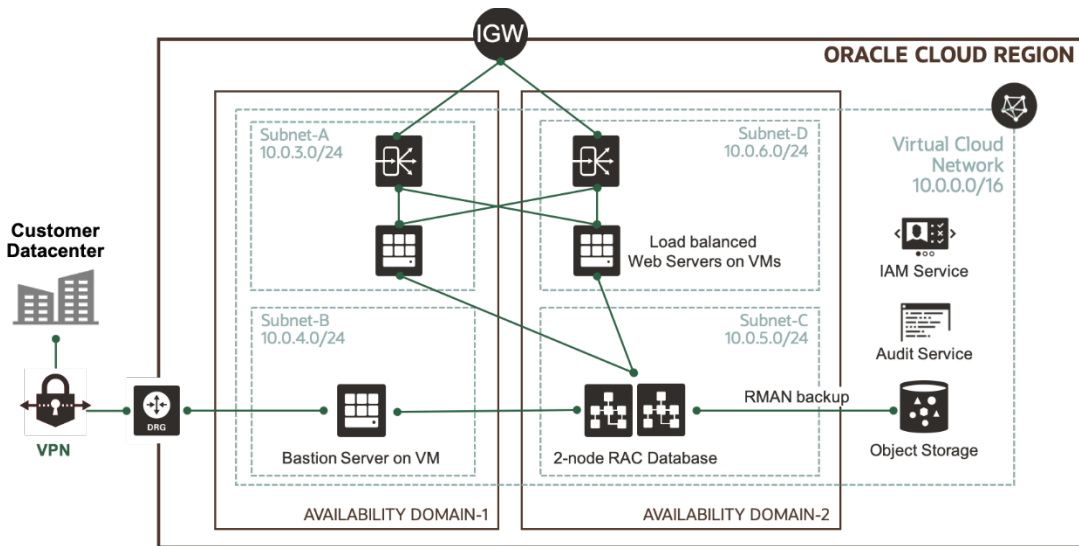 IGW
ORACLE CLOUD REGION
Subnet-A
10.0.3.0/24
Subnet-D
10.0.6.0/24
Virtual Cloud
Network
10.0.0.0/16
Customer
Datacenter
Load balanced
Web Servers on VMs
IAM Service
Subnet-B
10.0.4.0/24
Subnet-C
10.0.5.0/24
Audit Service
VPN
DRG
RMAN backup
Bastion Server on VM
2-node RAC Database
Object Storage
AVAILABILITY DOMAIN-1
AVAILABILITY DOMAIN-2